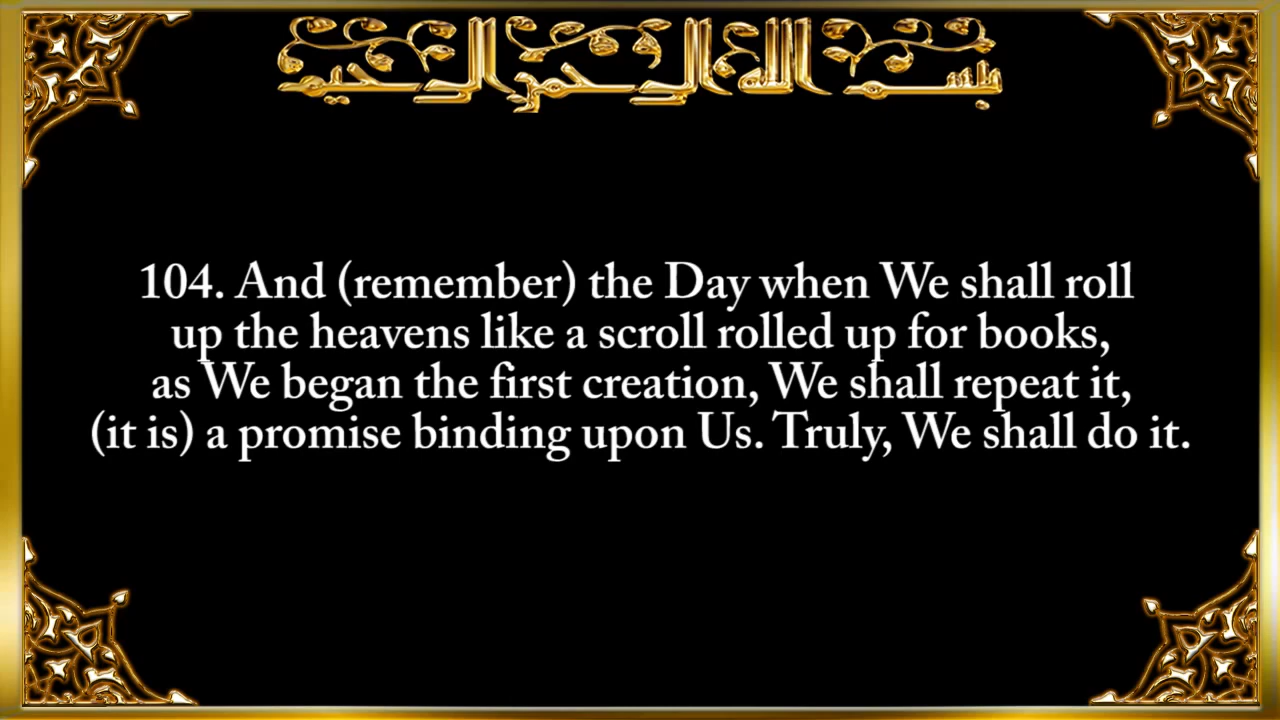 بسم الله الرحمن الرحيم
104. And (remember) the Day when We shall roll
up the heavens like a scroll rolled up for books,
as We began the first creation, We shall repeat it,
(it is) a promise binding upon Us. Truly, We shall do it.